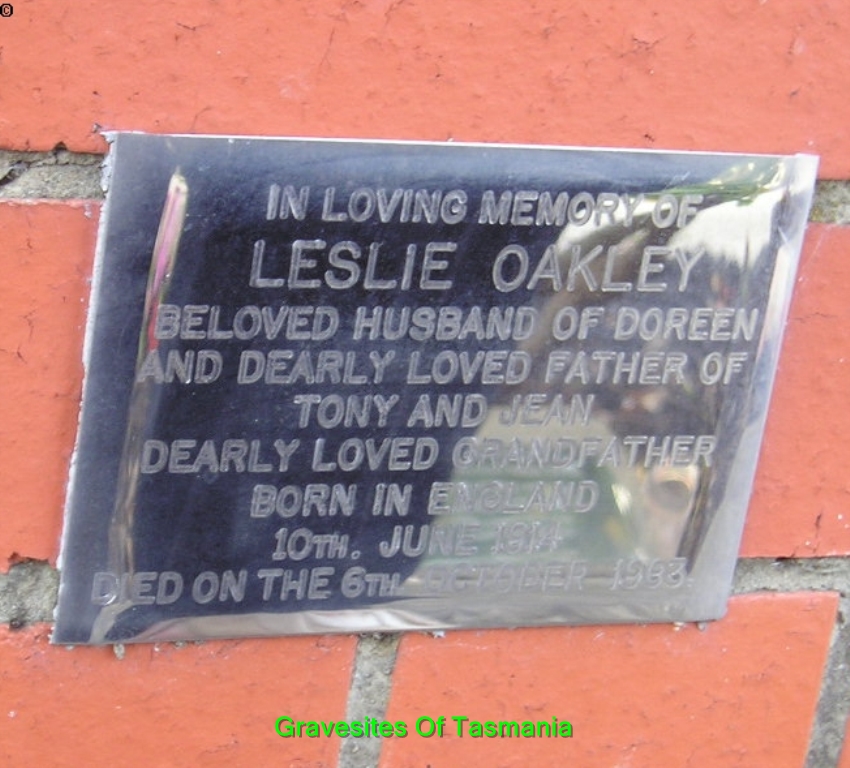 ©
IN LOVING MEMORY OF
LESLIE OAKLEY
BELOVED HUSBAND OF DOREEN
AND DEARLY LOVED FATHER OF
TONY AND JEAN
DEARLY LOVED GRANDFATHER
BORN IN ENGLAND
10TH. JUNE 1914
DIED ON THE 6TH. OCTOBER
Gravesites Of Tasmania